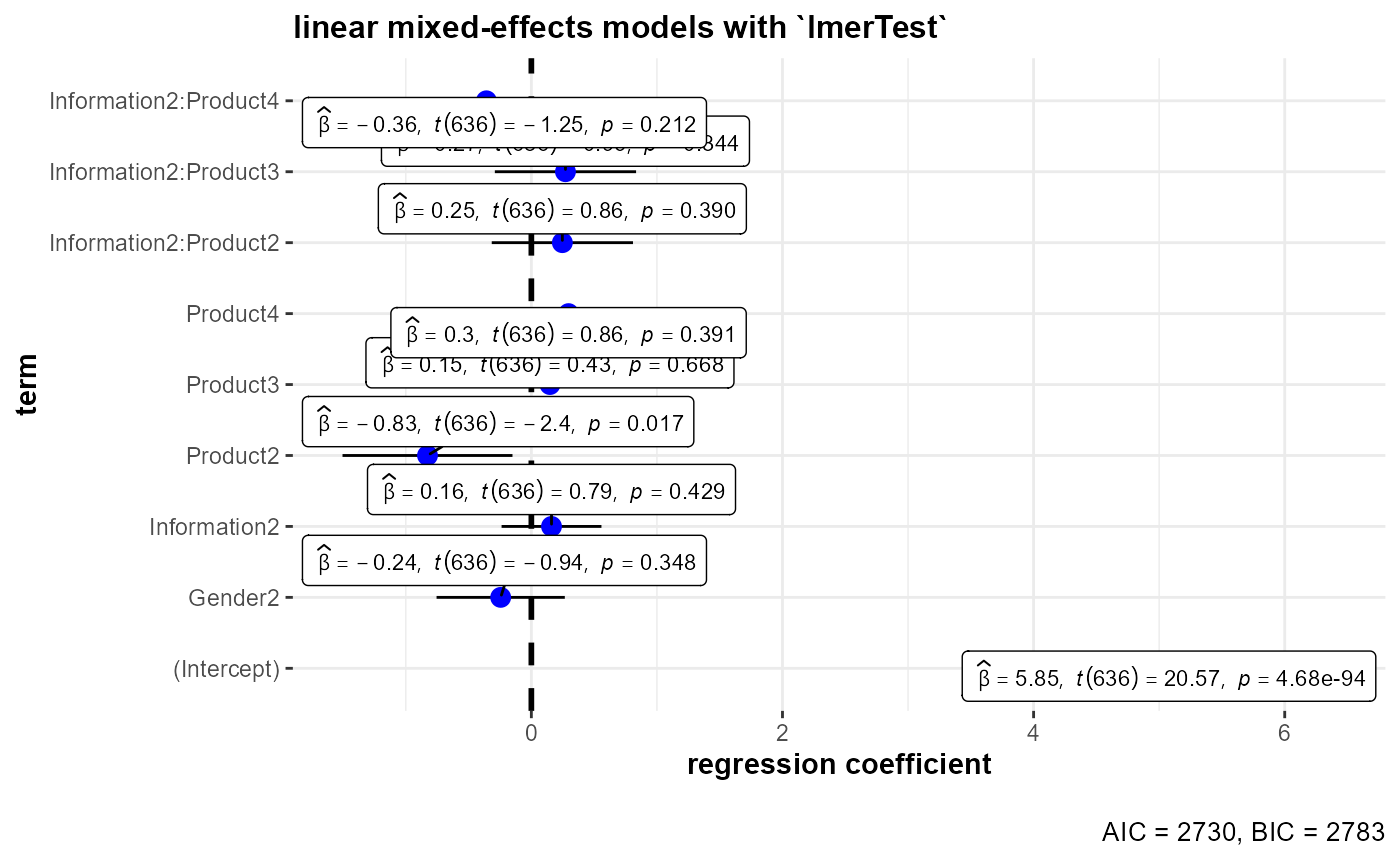 linear mixed-effects models with `lmerTest`
term
Information2:Product4
β̂ = −0.36, t(636) = −1.25, p = 0.212
344
Information2:Product3
β̂ = 0.25, t(636) = 0.86, p = 0.390
Information2:Product2
Product4
β̂ = 0.3, t(636) = 0.86, p = 0.391
β̂ = 0.15, t(636) = 0.43, p = 0.668
Product3
β̂ = −0.83, t(636) = −2.4, p = 0.017
Product2
β̂ = 0.16, t(636) = 0.79, p = 0.429
Information2
β̂ = −0.24, t(636) = −0.94, p = 0.348
Gender2
(Intercept)
β̂ = 5.85, t(636) = 20.57, p = 4.68e-94
0 2 4 6
regression coefficient
AIC = 2730, BIC = 2783